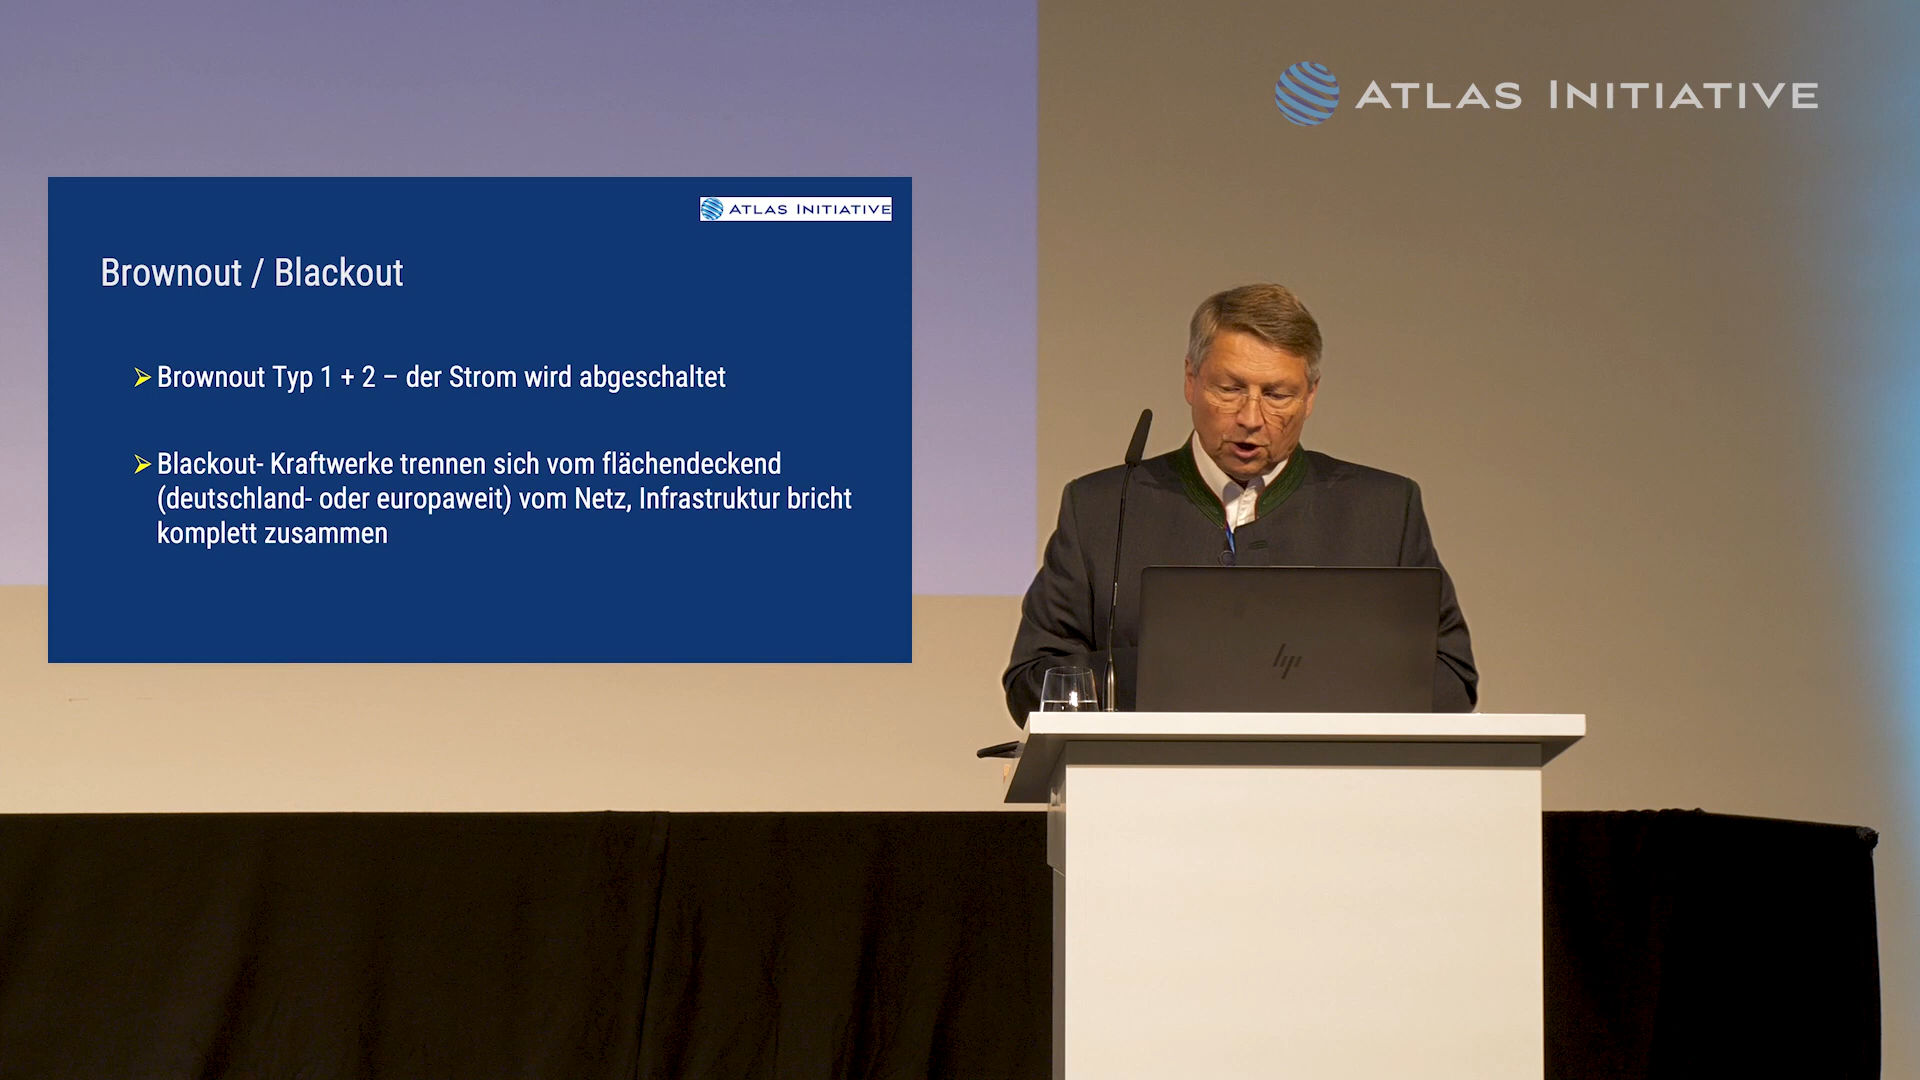 ATLAS INITIATIVE
ATLAS INITIATIVE
Brownout / Blackout
Brownout Typ 1 + 2 – der Strom wird abgeschaltet
Blackout- Kraftwerke trennen sich vom flächendeckend
(deutschland- oder europaweit) vom Netz, Infrastruktur bricht
komplett zusammen
hp